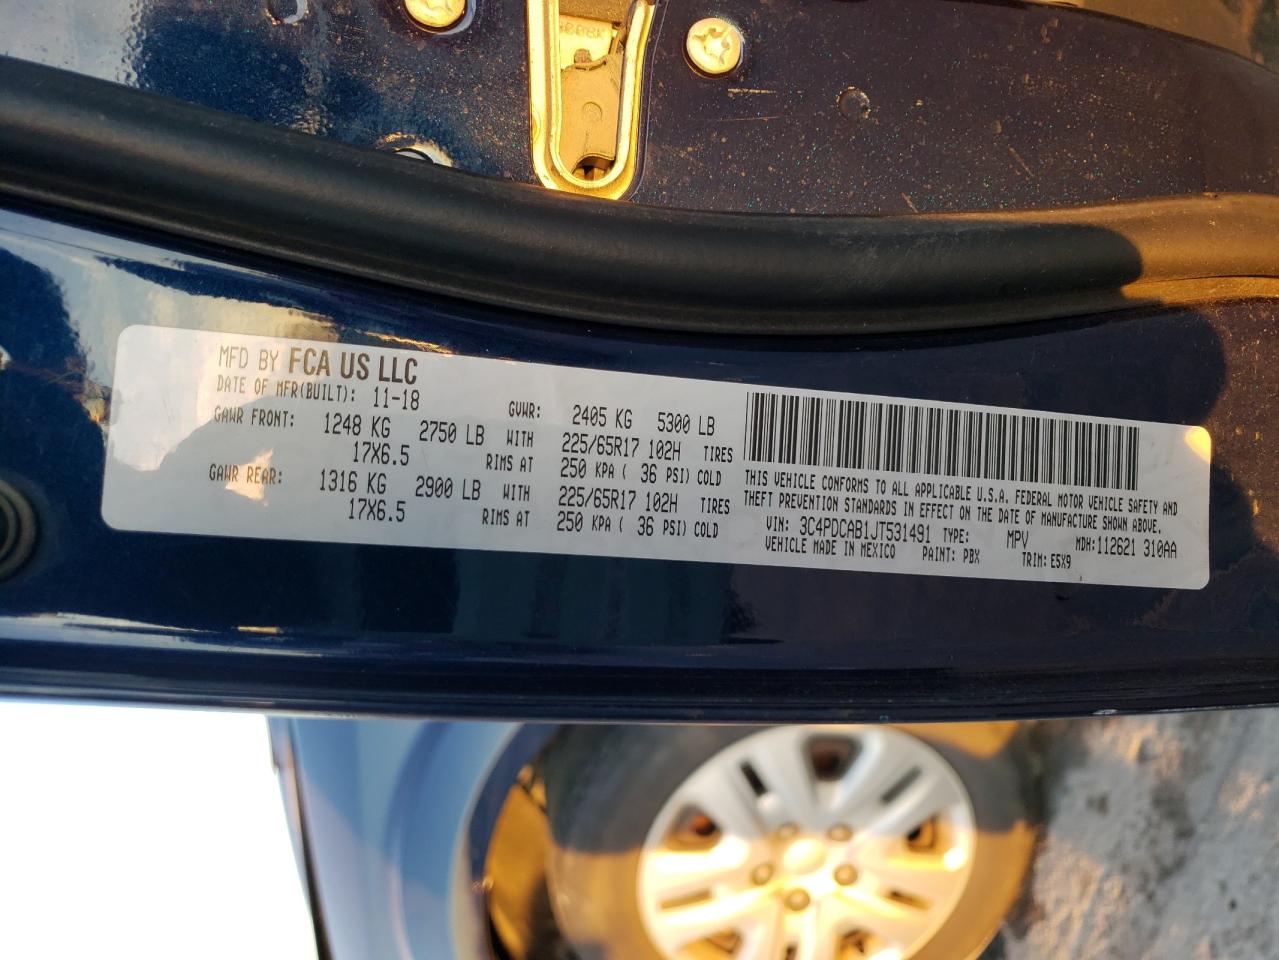 MFD BY FCA US LLC
DATE OF MFR(BUILT): 11-18 GVWR: 2405 KG 5300 LB
GAWR FRONT: 1248 KG 2750 LB WITH 225/65R17 102H TIRES
17X6.5 RIMS AT 250 KPA ( 36 PSI) COLD
GAWR REAR: 1316 KG 2900 LB WITH 225/65R17 102H TIRES
17X6.5 RIMS AT 250 KPA ( 36 PSI) COLD
THIS VEHICLE CONFORMS TO ALL APPLICABLE U.S.A. FEDERAL MOTOR VEHICLE SAFETY AND
THEFT PREVENTION STANDARDS IN EFFECT ON THE DATE OF MANUFACTURE SHOWN ABOVE.
VIN: 3C4PDCAB1JT531491 TYPE: MPV MDH:112621 310AA
VEHICLE MADE IN MEXICO PAINT: PBX TRIM: E5X9